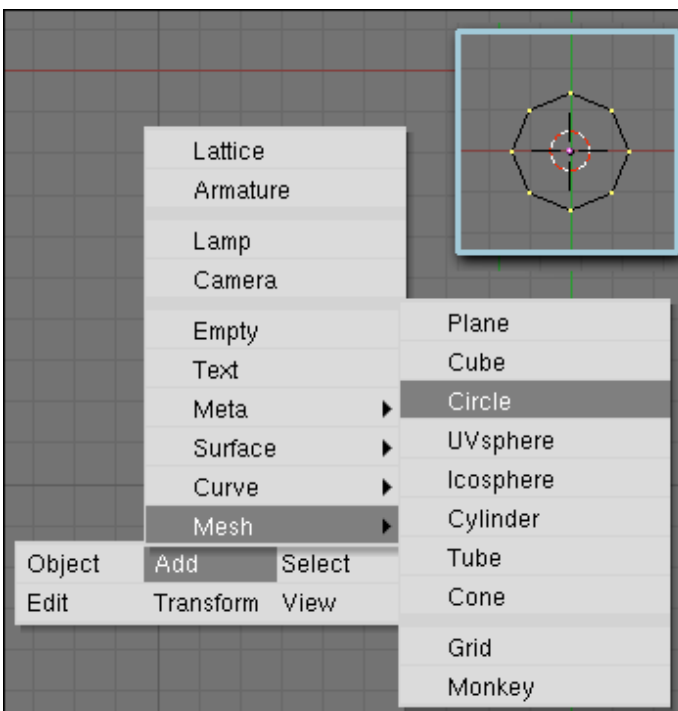 Lattice
Armature
Lamp
Camera
Empty
Text
Meta
Surface
Curve
Mesh
Object Add Select
Edit Transform View
Plane
Cube
Circle
UVsphere
Icosphere
Cylinder
Tube
Cone
Grid
Monkey